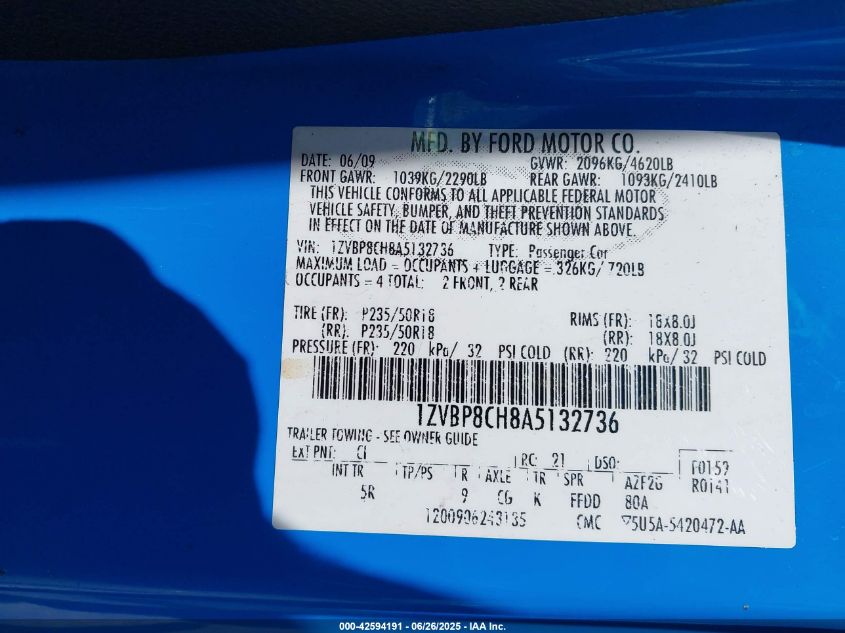 MFD. BY FORD MOTOR CO.
DATE: 06/09 GVWR: 2096KG/4620LB
FRONT GAWR: 1039KG/2290LB REAR GAWR: 1093KG/2410LB
THIS VEHICLE CONFORMS TO ALL APPLICABLE FEDERAL MOTOR
VEHICLE SAFETY, BUMPER, AND THEFT PREVENTION STANDARDS
IN EFFECT ON THE DATE OF MANUFACTURE SHOWN ABOVE.
VIN: 1ZVBP8CH8A5132736 TYPE: Passenger Car
MAXIMUM LOAD = OCCUPANTS + LUGGAGE = 326KG/ 720LB
OCCUPANTS = 4 TOTAL: 2 FRONT, 2 REAR
TIRE (FR): P235/50R18 RIMS (FR): 18X8.0J
(RR): P235/50R18 (RR): 18X8.0J
PRESSURE (FR): 220 kPa/ 32 PSI COLD (RR): 220 kPa/ 32 PSI COLD
1ZVBP8CH8A5132736
TRAILER TOWING - SEE OWNER GUIDE
EXT PNT: CI RC: 21 DSO: F0152
INT TR TP/PS R AXLE TR SPR A2F2G R0141
5R 9 CG K FFDD 80A
1200906243135 CMC 5U5A-5420472-AA
000-42594191 - 06/26/2025 - IAA Inc.